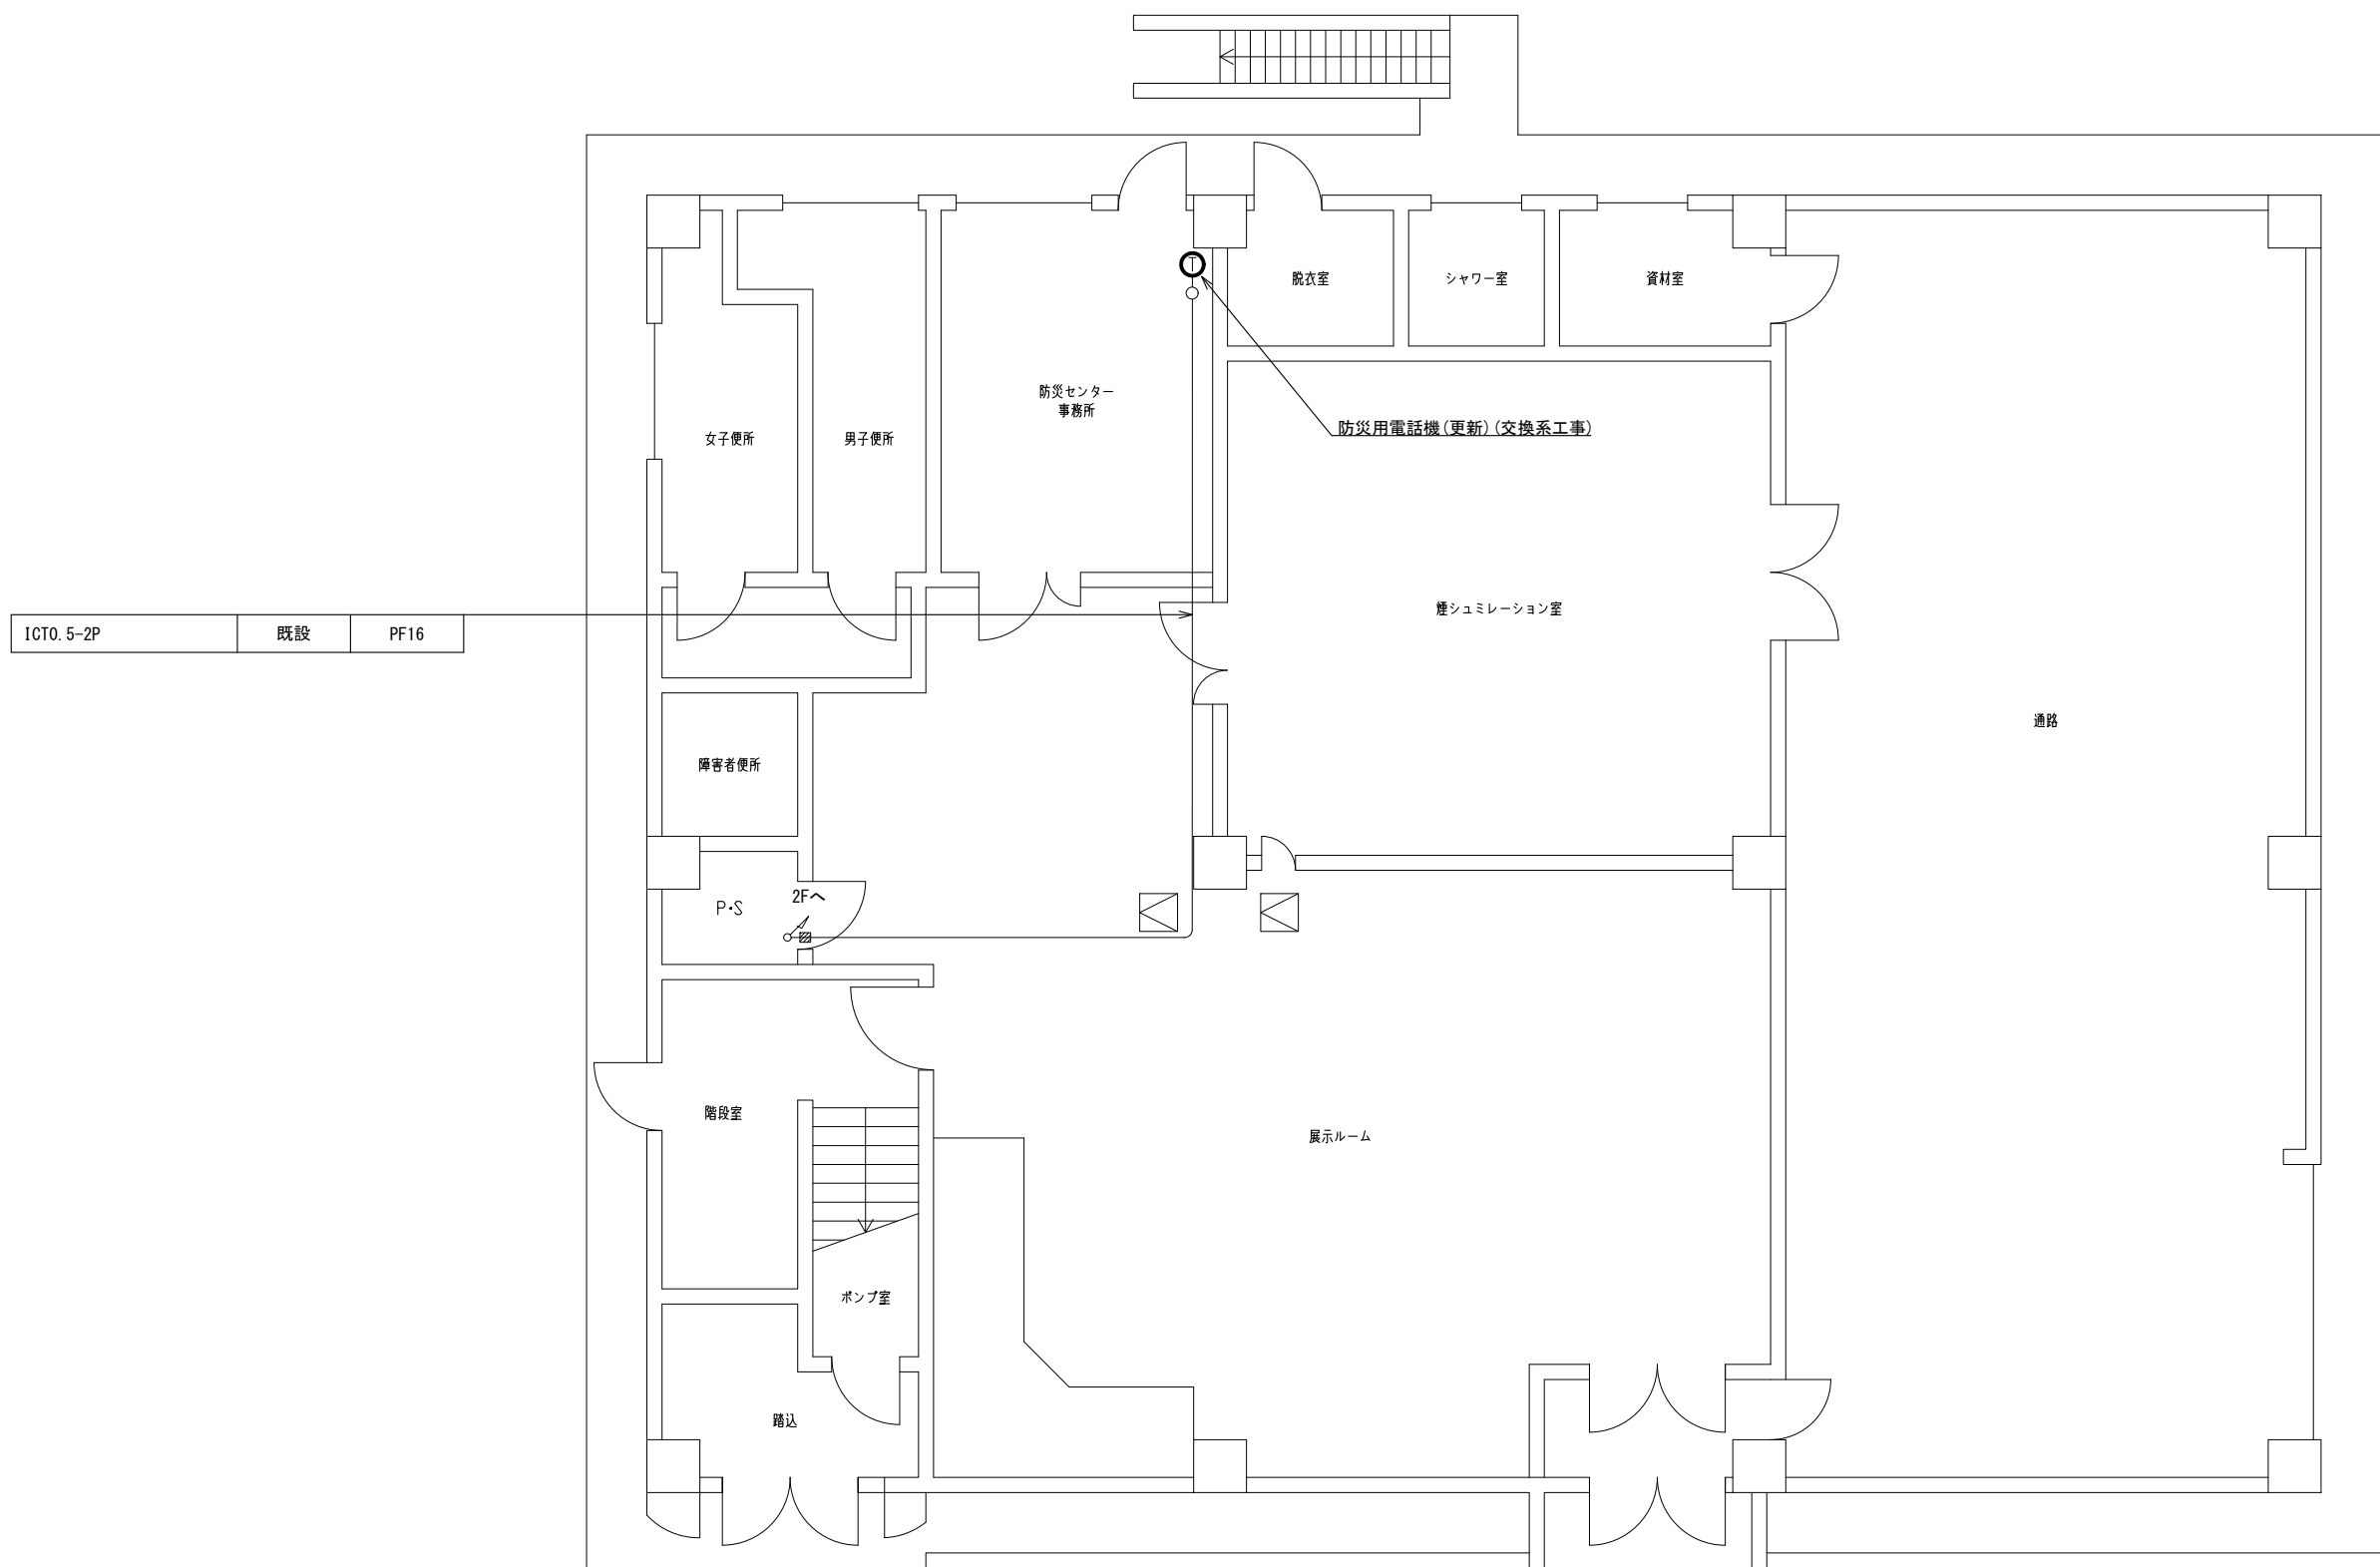 脱衣室
シャワー室
資材室
防災センター
事務所
防災用電話機(更新)(交換系工事)
女子便所
男子便所
煙シュミレーション室
ICT0.5-2P 既設 PF16
通路
障害者便所
2Fへ
P・S
階段室
展示ルーム
ポンプ室
踏込
T